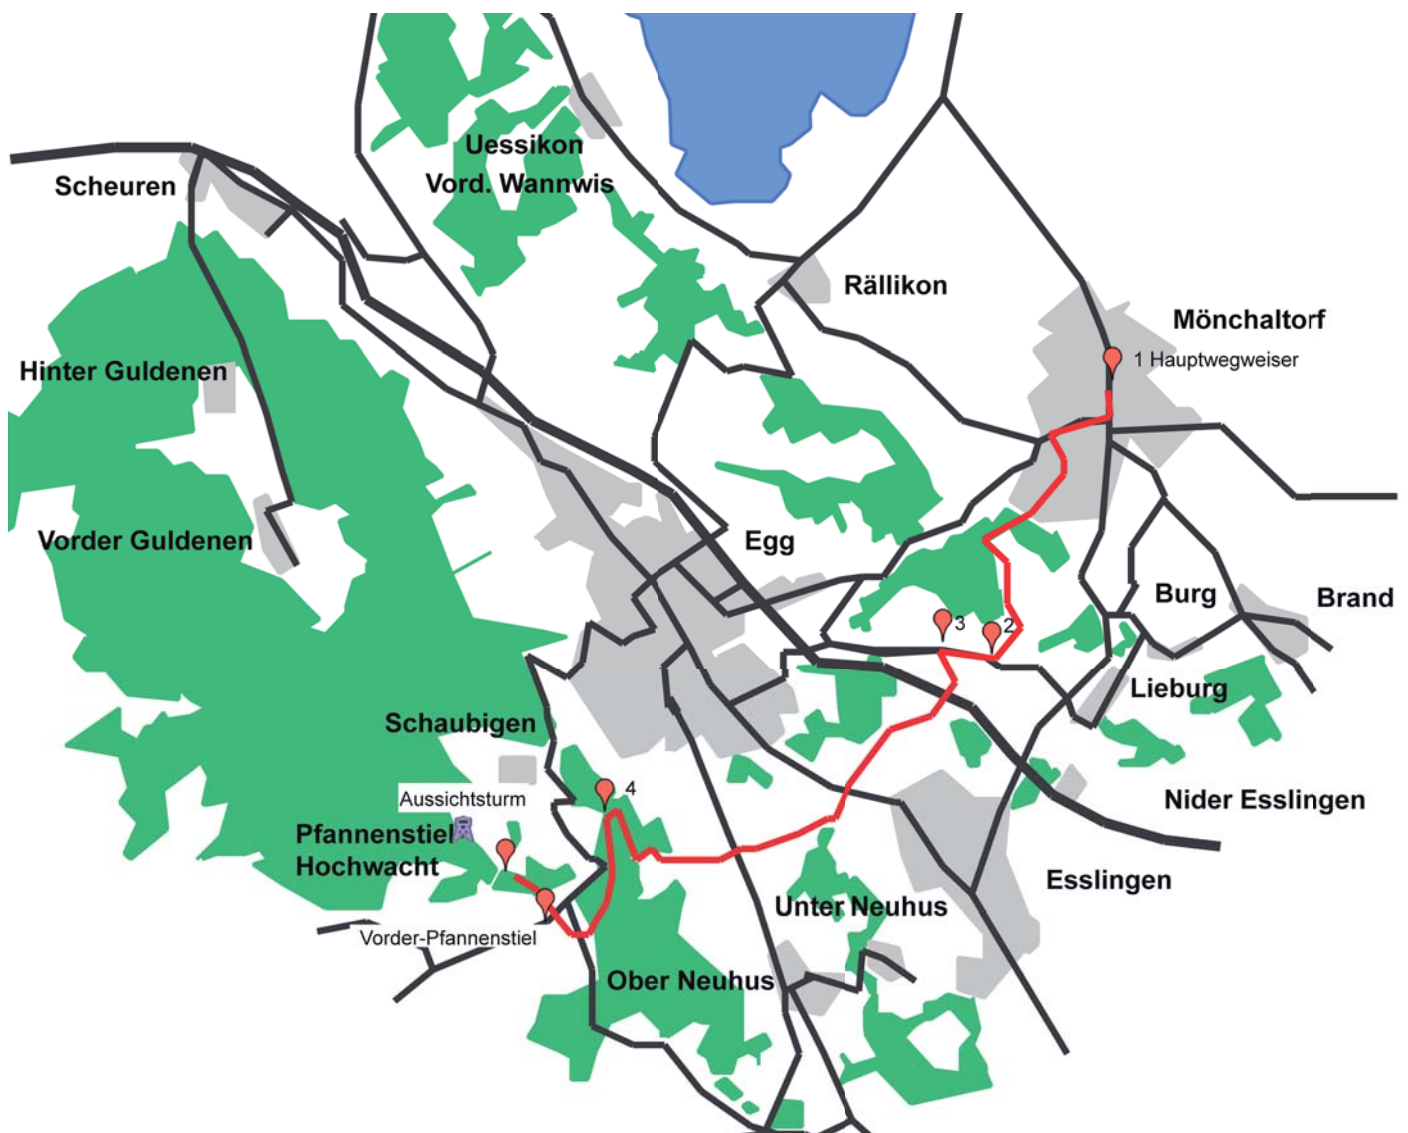 Uessikon
Vord. Wannwis
Scheuren
Rällikon
Mönchaltorf
1 Hauptwegweiser
Hinter Guldenen
Vorder Guldenen
Egg
Burg
Brand
3
2
Lieburg
Schaubigen
4
Aussichtsturm
Nider Esslingen
Pfannenstiel
Hochwacht
Esslingen
Unter Neuhus
Vorder-Pfannenstiel
Ober Neuhus